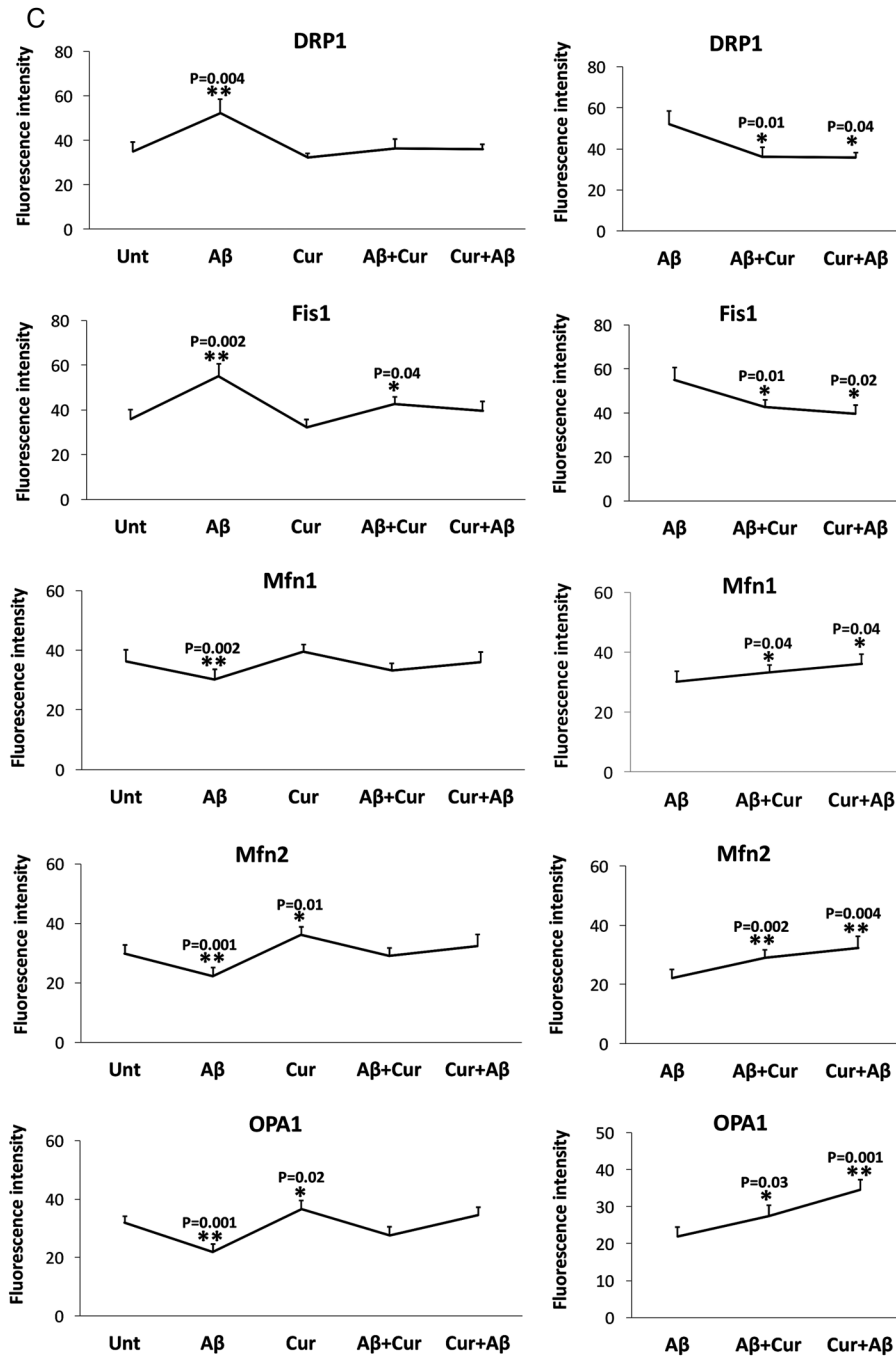 C
DRP1
Fluorescence intensity
80
60
40
20
0
P=0.004
**
Unt Aβ Cur Aβ+Cur Cur+Aβ
DRP1
Fluorescence intensity
80
60
40
20
0
P=0.01
*
P=0.04
*
Aβ Aβ+Cur Cur+Aβ
Fis1
Fluorescence intensity
80
60
40
20
0
P=0.002
**
P=0.04
*
Unt Aβ Cur Aβ+Cur Cur+Aβ
Fis1
Fluorescence intensity
80
60
40
20
0
P=0.01
*
P=0.02
*
Aβ Aβ+Cur Cur+Aβ
Mfn1
Fluorescence intensity
60
40
20
0
P=0.002
**
Unt Aβ Cur Aβ+Cur Cur+Aβ
Mfn1
Fluorescence intensity
60
40
20
0
P=0.04
*
P=0.04
*
Aβ Aβ+Cur Cur+Aβ
Mfn2
Fluorescence intensity
60
40
20
0
P=0.001
**
P=0.01
*
Unt Aβ Cur Aβ+Cur Cur+Aβ
Mfn2
Fluorescence intensity
60
40
20
0
P=0.002
**
P=0.004
**
Aβ Aβ+Cur Cur+Aβ
OPA1
Fluorescence intensity
60
40
20
0
P=0.001
**
P=0.02
*
Unt Aβ Cur Aβ+Cur Cur+Aβ
OPA1
Fluorescence intensity
50
40
30
20
10
0
P=0.03
*
P=0.001
**
Aβ Aβ+Cur Cur+Aβ